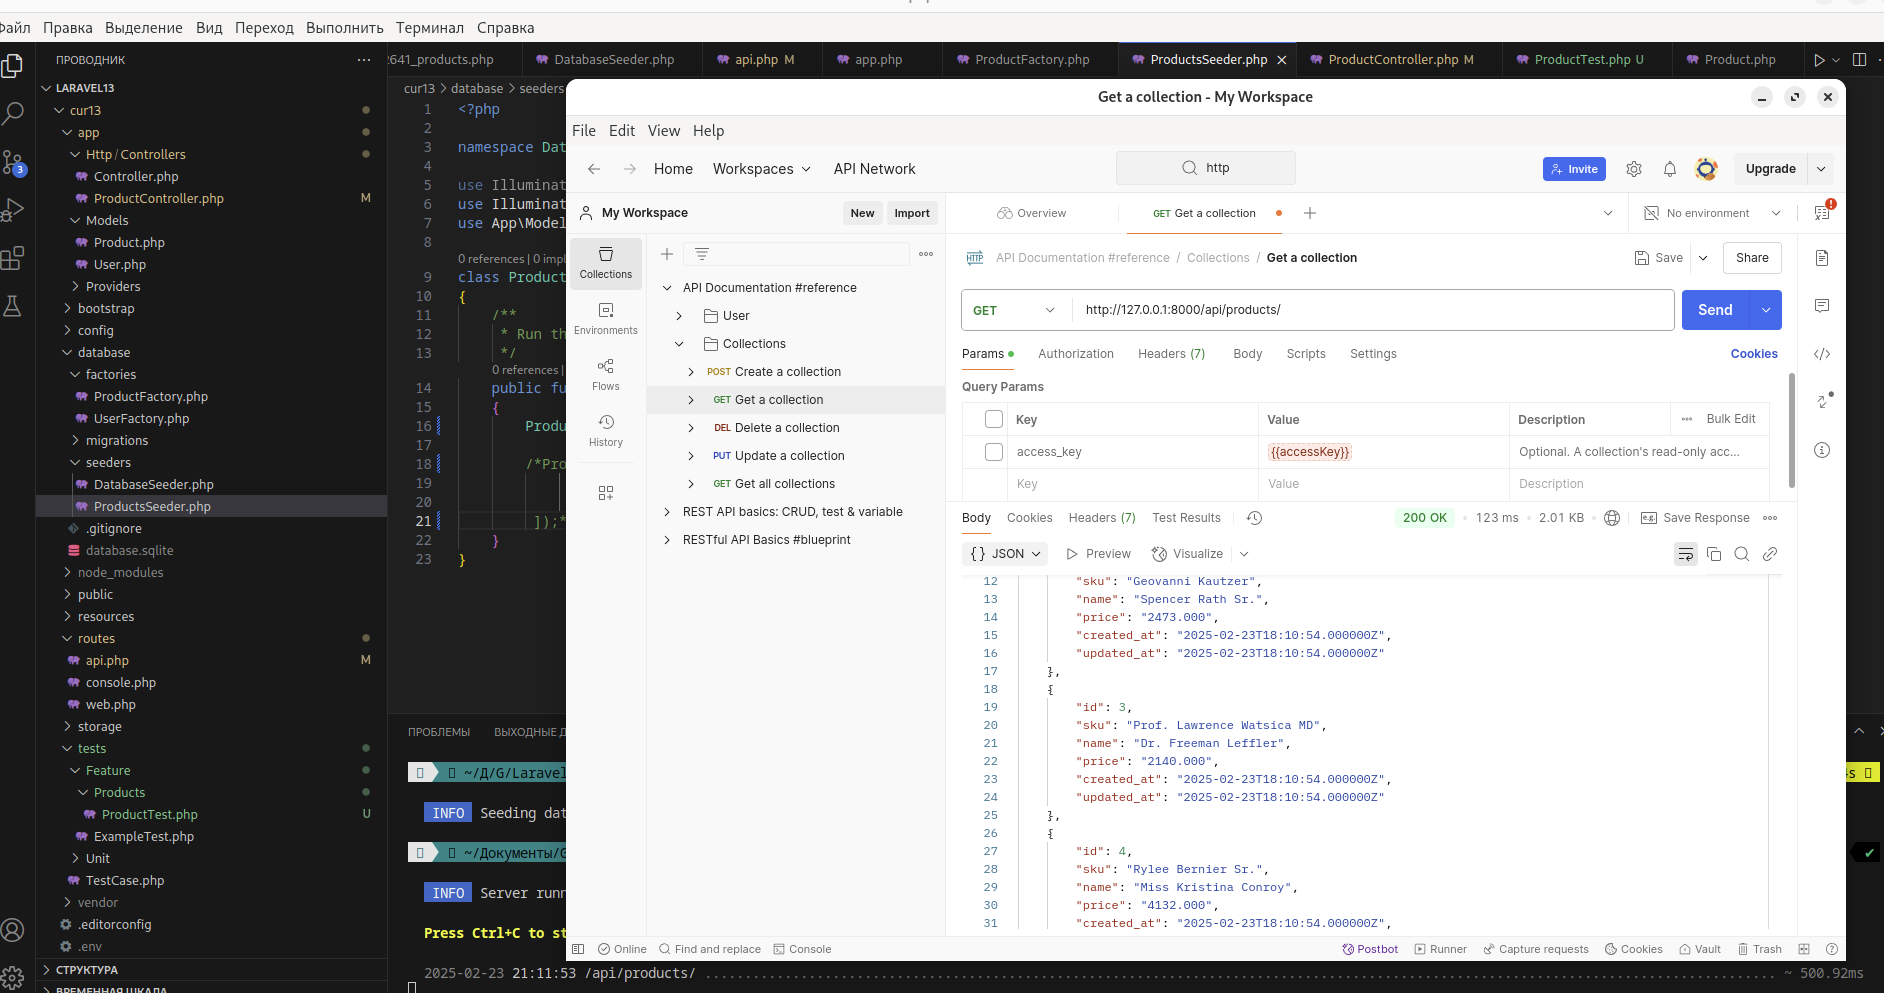 Файл Правка Выделение Вид Переход Выполнить Терминал Справка
ПРОВОДНИК
LARAVEL13
cur13
app
Http / Controllers
Controller.php
ProductController.php M
Models
Product.php
User.php
Providers
bootstrap
config
database
factories
ProductFactory.php
UserFactory.php
migrations
seeders
DatabaseSeeder.php
ProductsSeeder.php
.gitignore
database.sqlite
node_modules
public
resources
routes
api.php M
console.php
web.php
storage
tests
Feature
Products
ProductTest.php U
ExampleTest.php
Unit
TestCase.php
vendor
.editorconfig
.env
СТРУКТУРА
ВРЕМЕННАЯ ШКАЛА
3
2641_products.php DatabaseSeeder.php api.php M app.php ProductFactory.php ProductsSeeder.php ProductController.php M ProductTest.php U Product.php
cur13 > database > seeders
1 <?php
2
3 namespace Dat
4
5 use Illuminat
6 use Illuminat
7 use App\Model
8
0 references | 0 impl
9 class Product
10 {
11 /**
12 * Run th
13 */
0 references |
14 public fu
15 {
16 Produ
17
18 /*Pro
19
20
21 ]);*
22 }
23 }
ПРОБЛЕМЫ ВЫХОДНЫЕ Д
~/Д/G/Laravel
INFO Seeding dat
~/Документы/G
INFO Server runn
Press Ctrl+C to st
2025-02-23 21:11:53 /api/products/ ........ ~ 500.92ms
Get a collection - My Workspace
File Edit View Help
Home Workspaces API Network http Invite Upgrade
My Workspace New Import
Collections
Environments
Flows
History
API Documentation #reference
User
Collections
POST Create a collection
GET Get a collection
DEL Delete a collection
PUT Update a collection
GET Get all collections
REST API basics: CRUD, test & variable
RESTful API Basics #blueprint
Overview GET Get a collection No environment
HTTP API Documentation #reference / Collections / Get a collection Save Share
GET http://127.0.0.1:8000/api/products/ Send
Params Authorization Headers (7) Body Scripts Settings Cookies
Query Params
Key Value Description Bulk Edit
access_key {{accessKey}} Optional. A collection's read-only acc...
Key Value Description
Body Cookies Headers (7) Test Results 200 OK 123 ms 2.01 KB e.g. Save Response
{} JSON Preview Visualize
12 "sku": "Geovanni Kautzer",
13 "name": "Spencer Rath Sr.",
14 "price": "2473.000",
15 "created_at": "2025-02-23T18:10:54.000000Z",
16 "updated_at": "2025-02-23T18:10:54.000000Z"
17 },
18 {
19 "id": 3,
20 "sku": "Prof. Lawrence Watsica MD",
21 "name": "Dr. Freeman Leffler",
22 "price": "2140.000",
23 "created_at": "2025-02-23T18:10:54.000000Z",
24 "updated_at": "2025-02-23T18:10:54.000000Z"
25 },
26 {
27 "id": 4,
28 "sku": "Rylee Bernier Sr.",
29 "name": "Miss Kristina Conroy",
30 "price": "4132.000",
31 "created_at": "2025-02-23T18:10:54.000000Z",
Online Find and replace Console Postbot Runner Capture requests Cookies Vault Trash